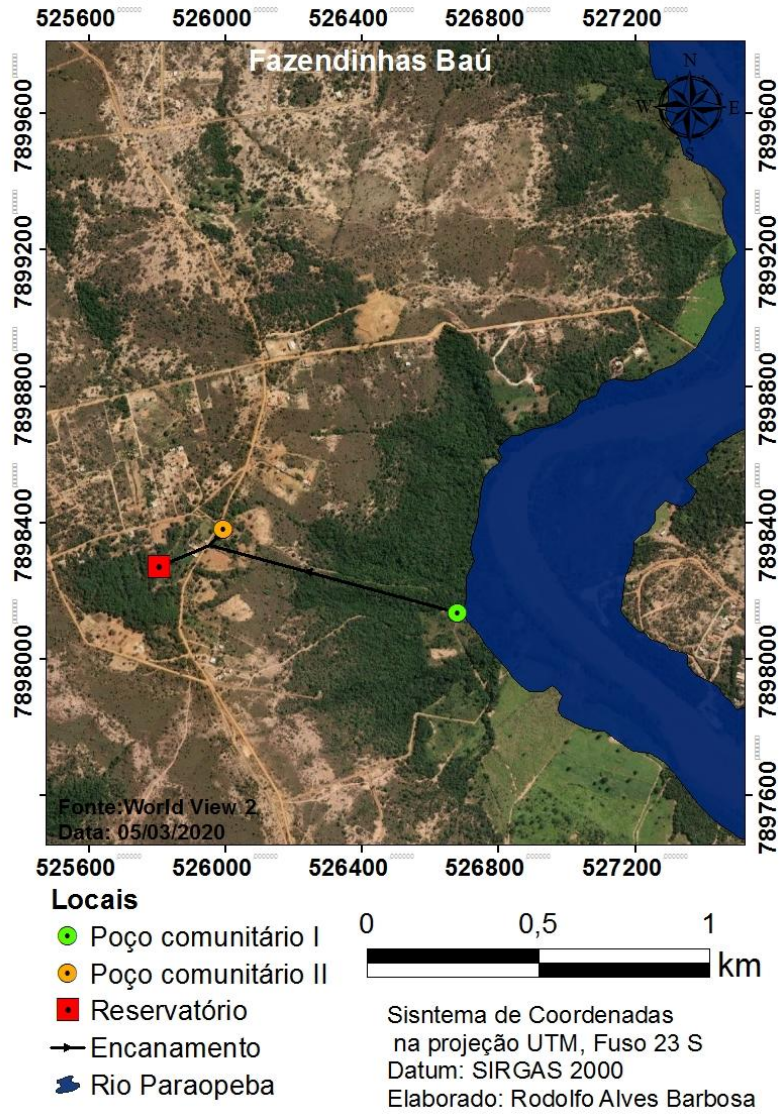 525600 526000 526400 526800 527200
Fazendinhas Baú
N
W E
S
7899600 7899600
7899200 7899200
7898800 7898800
7898400 7898400
7898000 7898000
7897600 7897600
Fonte:World View 2
Data: 05/03/2020
525600 526000 526400 526800 527200
Locais
Poço comunitário I
Poço comunitário II
Reservatório
Encanamento
Rio Paraopeba
0 0,5 1
km
Sisntema de Coordenadas
na projeção UTM, Fuso 23 S
Datum: SIRGAS 2000
Elaborado: Rodolfo Alves Barbosa